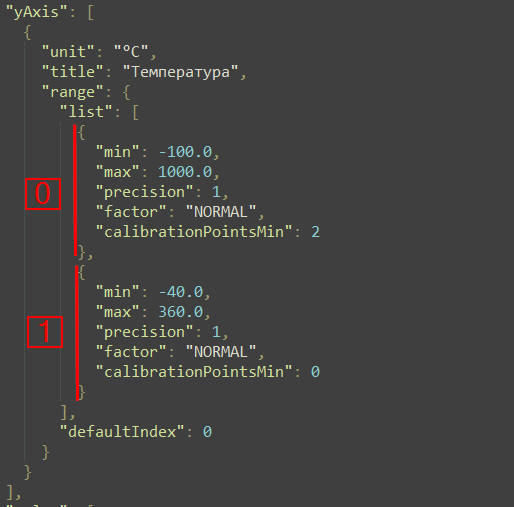 "yAxis": [
{
"unit": "°C",
"title": "Температура",
"range": {
"list": [
{
"min": -100.0,
"max": 1000.0,
0
"precision": 1,
"factor": "NORMAL",
"calibrationPointsMin": 2
},
{
"min": -40.0,
"max": 360.0,
1
"precision": 1,
"factor": "NORMAL",
"calibrationPointsMin": 0
}
],
"defaultIndex": 0
}
}
],